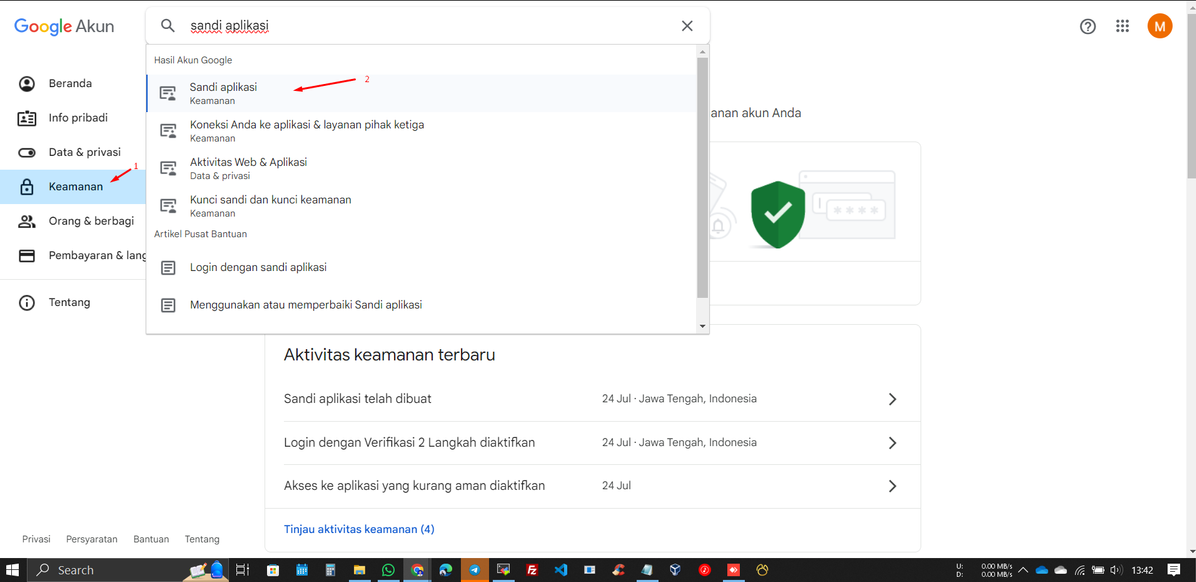 Google Akun
sandi aplikasi
M
Hasil Akun Google
Sandi aplikasi
Keamanan
2
Koneksi Anda ke aplikasi & layanan pihak ketiga
Keamanan
Aktivitas Web & Aplikasi
Data & privasi
Kunci sandi dan kunci keamanan
Keamanan
Artikel Pusat Bantuan
Login dengan sandi aplikasi
Menggunakan atau memperbaiki Sandi aplikasi
Beranda
Info pribadi
Data & privasi
1
Keamanan
Orang & berbagi
Pembayaran & lang
Tentang
anan akun Anda
****
Aktivitas keamanan terbaru
Sandi aplikasi telah dibuat 24 Jul · Jawa Tengah, Indonesia
Login dengan Verifikasi 2 Langkah diaktifkan 24 Jul · Jawa Tengah, Indonesia
Akses ke aplikasi yang kurang aman diaktifkan 24 Jul
Tinjau aktivitas keamanan (4)
Privasi Persyaratan Bantuan Tentang
Search
U: 0.00 MB/s
D: 0.00 MB/s
13:42